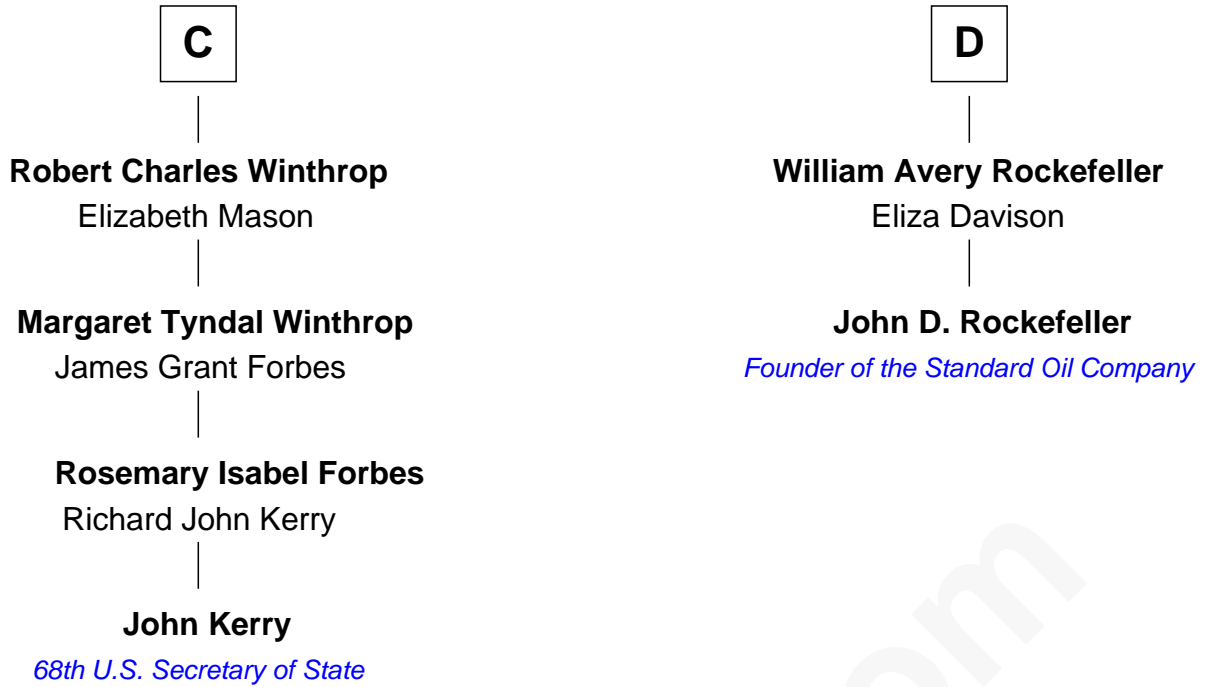 C
Robert Charles Winthrop
Elizabeth Mason
Margaret Tyndal Winthrop
James Grant Forbes
Rosemary Isabel Forbes
Richard John Kerry
John Kerry
68th U.S. Secretary of State
D
William Avery Rockefeller
Eliza Davison
John D. Rockefeller
Founder of the Standard Oil Company
om